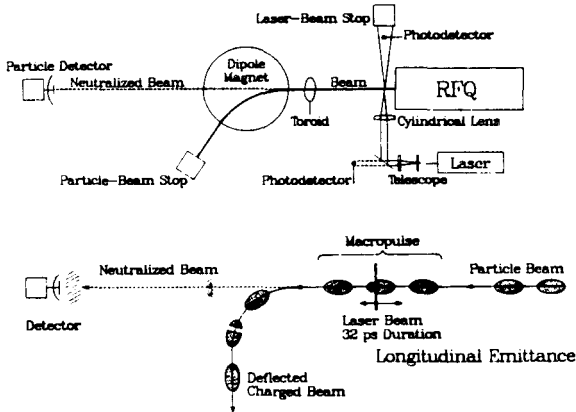 Laser-Beam Stop
Photodetector
Particle Detector
Dipole
Magnet
Neutralized Beam
Beam
RFQ
Toroid
Cylindrical Lens
Laser
Particle-Beam Stop
Photodetector
Telescope
Macropulse
Neutralized Beam
Particle Beam
Detector
Laser Beam
32 ps Duration
Longitudinal Emittance
Deflected
Charged Beam